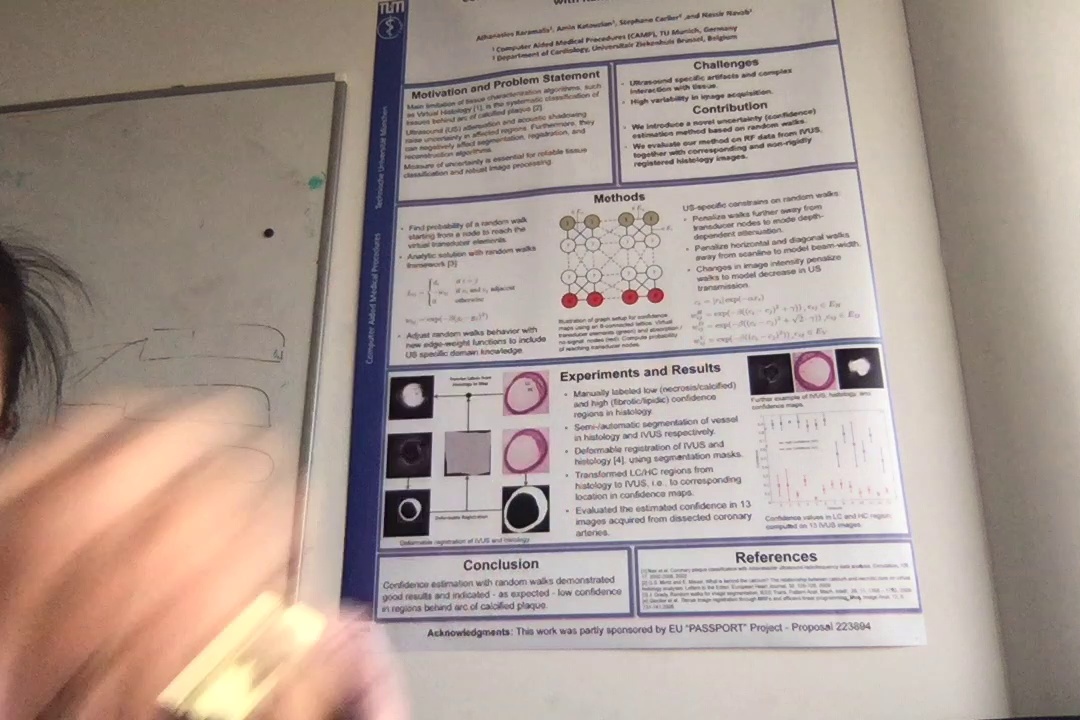 TUM
Technische Universität München
Computer Aided Medical Procedures
Athanasios Karamalis¹, Amin Katouzian¹, Stephane Carlier², and Nassir Navab¹
¹ Computer Aided Medical Procedures (CAMP), TU Munich, Germany
² Department of Cardiology, Universitair Ziekenhuis Brussel, Belgium
Motivation and Problem Statement
Main limitation of tissue characterization algorithms, such
as Virtual Histology [1], is the systematic classification of
tissues behind arc of calcified plaque [2].
Ultrasound (US) attenuation and acoustic shadowing
raise uncertainty in affected regions. Furthermore, they
can negatively affect segmentation, registration, and
reconstruction algorithms.
Measure of uncertainty is essential for reliable tissue
classification and robust image processing.
Challenges
• Ultrasound specific artifacts and complex
interaction with tissue.
• High variability in image acquisition.
Contribution
• We introduce a novel uncertainty (confidence)
estimation method based on random walks.
• We evaluate our method on RF data from IVUS,
together with corresponding and non-rigidly
registered histology images.
Methods
• Find probability of a random walk
starting from a node to reach the
virtual transducer elements.
• Analytic solution with random walks
framework [3]
• Adjust random walks behavior with
new edge-weight functions to include
US specific domain knowledge.
Illustration of graph setup for confidence
maps using an 8-connected lattice. Virtual
transducer elements (green) and absorption /
no-signal nodes (red). Compute probability
of reaching transducer nodes.
US-specific constrains on random walks:
• Penalize walks further away from
transducer nodes to mode depth-
dependent attenuation.
• Penalize horizontal and diagonal walks
away from scanline to model beam-width.
• Changes in image intensity penalize
walks to model decrease in US
transmission.
Experiments and Results
• Manually labeled low (necrosis/calcified)
and high (fibrotic/lipidic) confidence
regions in histology.
• Semi-/automatic segmentation of vessel
in histology and IVUS respectively.
• Deformable registration of IVUS and
histology [4], using segmentation masks.
• Transformed LC/HC regions from
histology to IVUS, i.e., to corresponding
location in confidence maps.
• Evaluated the estimated confidence in 13
images acquired from dissected coronary
arteries.
Deformable Registration
Deformable registration of IVUS and histology
Further example of IVUS, histology, and
confidence maps.
Confidence values in LC and HC region
computed on 13 IVUS images.
Conclusion
Confidence estimation with random walks demonstrated
good results and indicated - as expected - low confidence
in regions behind arc of calcified plaque.
References
Acknowledgments: This work was partly sponsored by EU "PASSPORT" Project - Proposal 223894